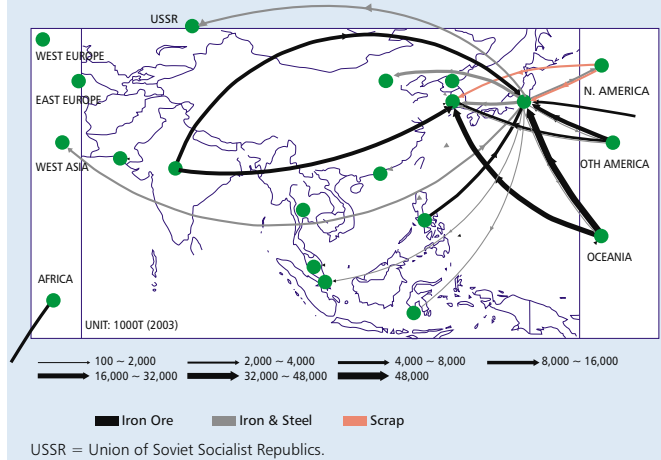 USSR
WEST EUROPE
EAST EUROPE
N. AMERICA
WEST ASIA
OTH AMERICA
OCEANIA
AFRICA
UNIT: 1000T (2003)
100 ~ 2,000 2,000 ~ 4,000 4,000 ~ 8,000 8,000 ~ 16,000
16,000 ~ 32,000 32,000 ~ 48,000 48,000
Iron Ore Iron & Steel Scrap
USSR = Union of Soviet Socialist Republics.